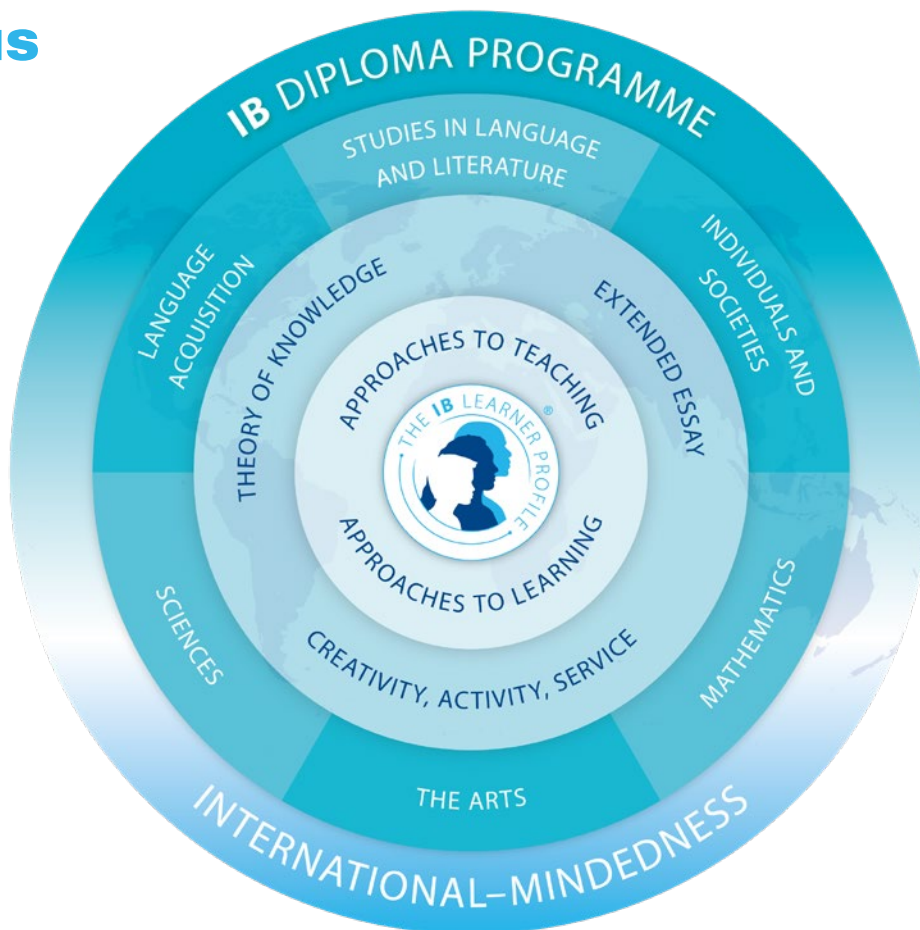 IB DIPLOMA PROGRAMME
STUDIES IN LANGUAGE
AND LITERATURE
INDIVIDUALS AND
SOCIETIES
MATHEMATICS
THE ARTS
SCIENCES
LANGUAGE
ACQUISITION
THEORY OF KNOWLEDGE
EXTENDED ESSAY
CREATIVITY, ACTIVITY, SERVICE
APPROACHES TO TEACHING
APPROACHES TO LEARNING
THE IB LEARNER PROFILE
®
INTERNATIONAL–MINDEDNESS